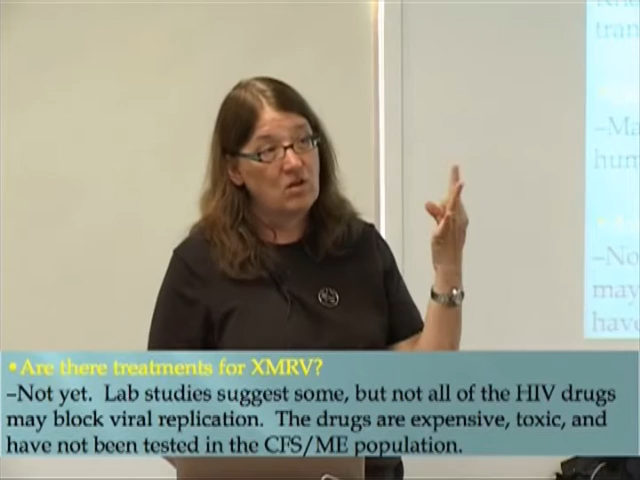 tran
–Ma
hum
–No
may
have
•Are there treatments for XMRV?
–Not yet.  Lab studies suggest some, but not all of the HIV drugs
may block viral replication.  The drugs are expensive, toxic, and
have not been tested in the CFS/ME population.